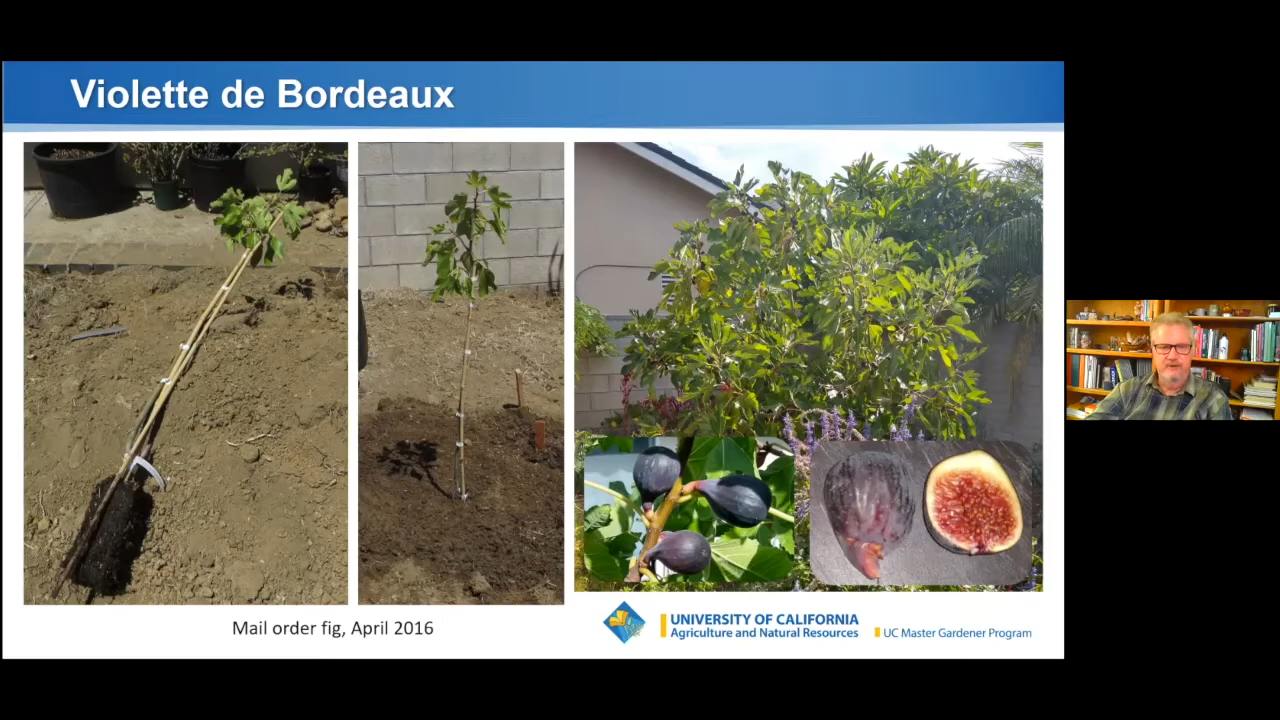 Violette de Bordeaux
Mail order fig, April 2016
UNIVERSITY OF CALIFORNIA
Agriculture and Natural Resources
UC Master Gardener Program